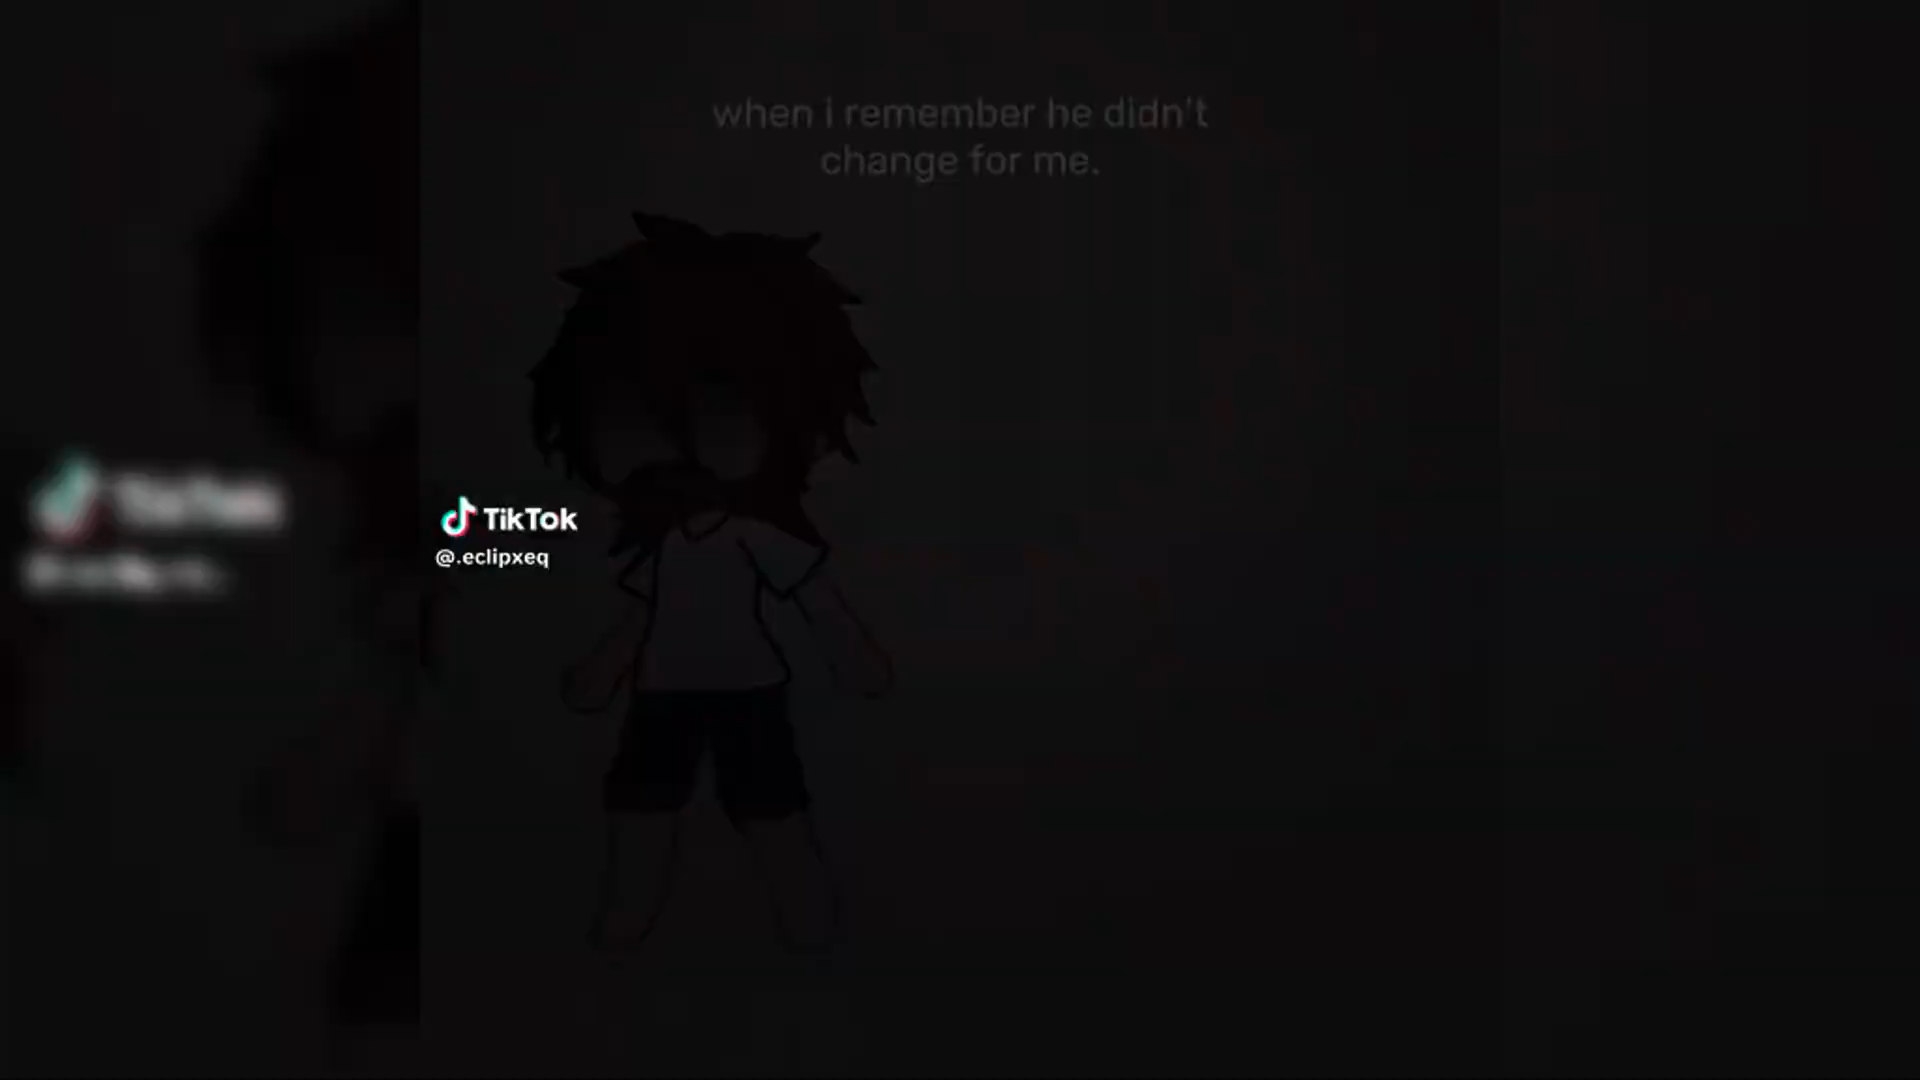 when i remember he didn't
change for me.
TikTok
@.eclipxeq